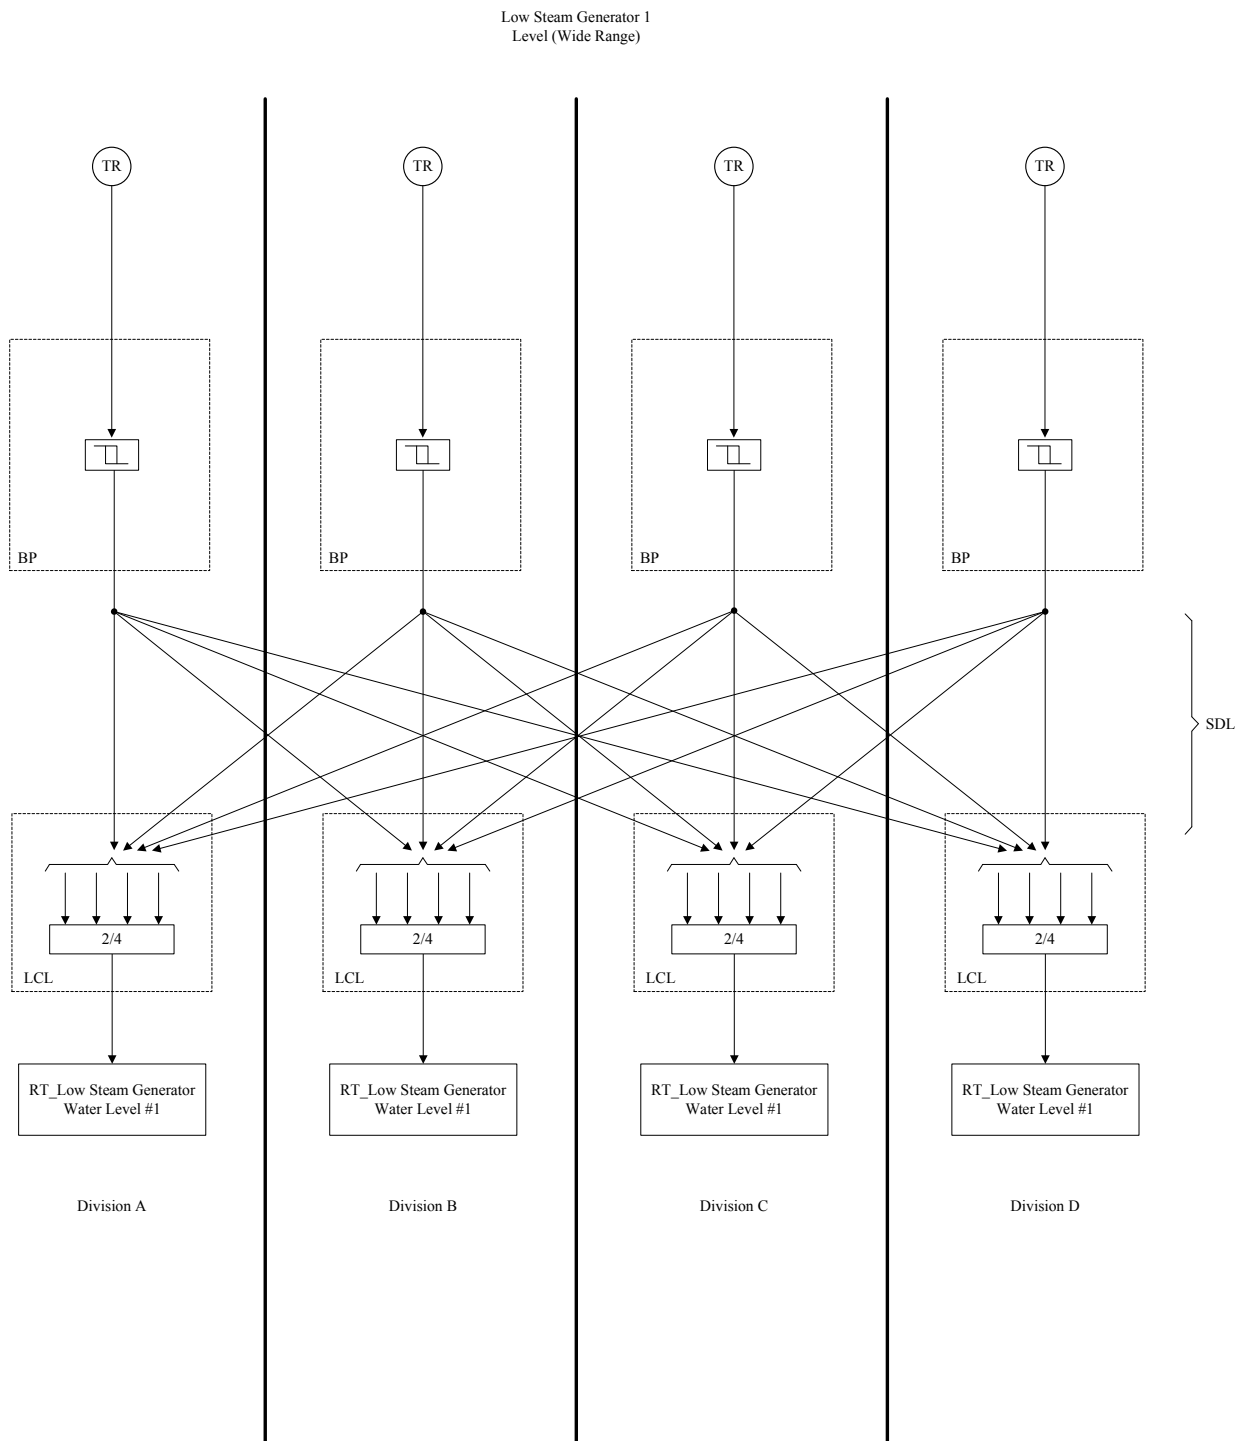 Low Steam Generator 1
Level (Wide Range)
TR
TR
TR
TR
BP
BP
BP
BP
SDL
2/4
2/4
2/4
2/4
LCL
LCL
LCL
LCL
RT_Low Steam Generator
Water Level #1
RT_Low Steam Generator
Water Level #1
RT_Low Steam Generator
Water Level #1
RT_Low Steam Generator
Water Level #1
Division A
Division B
Division C
Division D